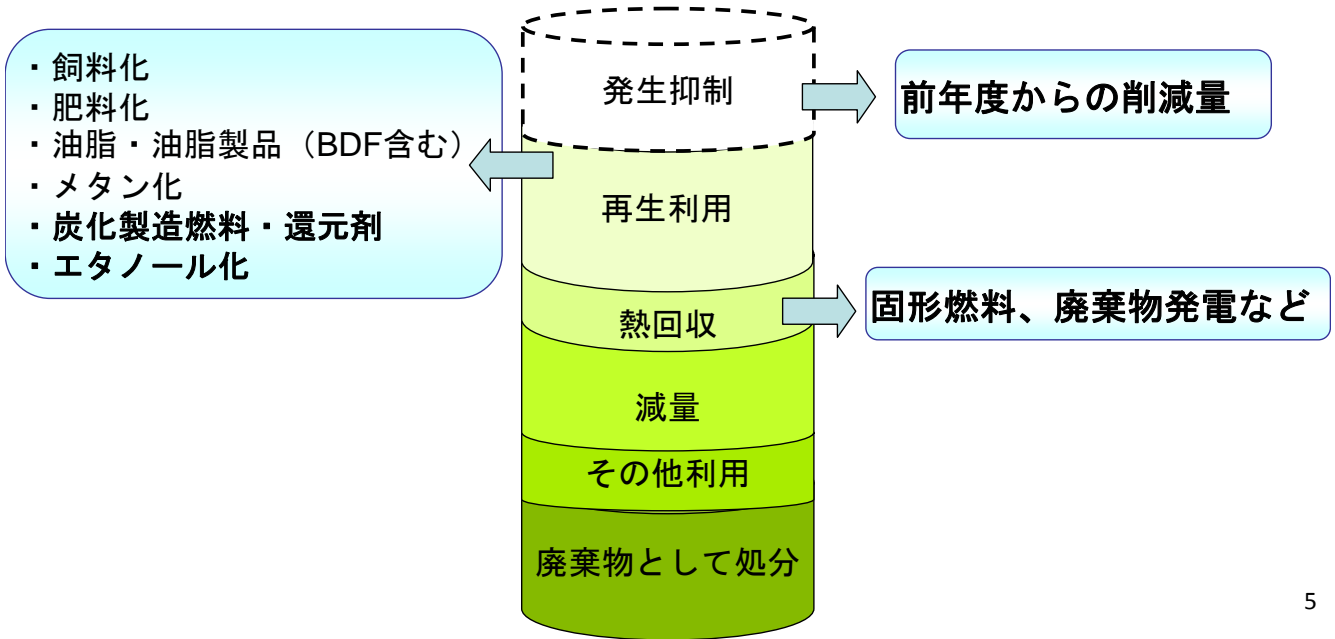 ・飼料化
・肥料化
・油脂・油脂製品（BDF含む）
・メタン化
・炭化製造燃料・還元剤
・エタノール化
発生抑制
前年度からの削減量
再生利用
熱回収
固形燃料、廃棄物発電など
減量
その他利用
廃棄物として処分
5